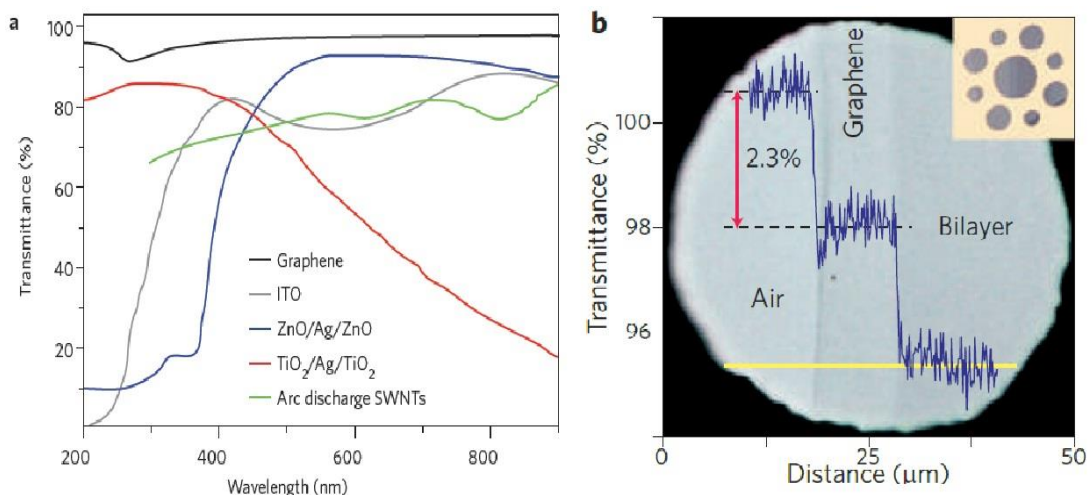 a
100
80
60
40
20
Transmittance (%)
200 400 600 800
Wavelength (nm)
Graphene
ITO
ZnO/Ag/ZnO
TiO₂/Ag/TiO₂
Arc discharge SWNTs
b
Transmittance (%)
100
98
96
2.3%
Air
Graphene
Bilayer
0 25 50
Distance (μm)